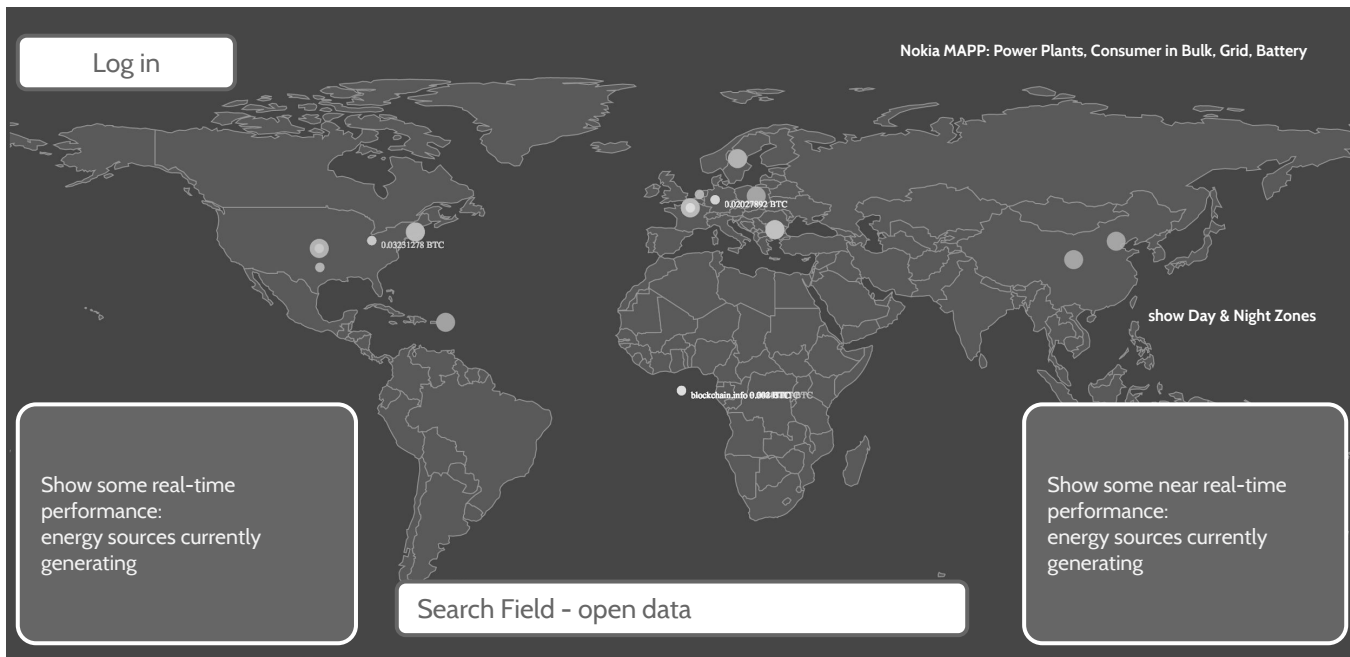 Log in
Nokia MAPP: Power Plants, Consumer in Bulk, Grid, Battery
0.02027892 BTC
0.03231278 BTC
show Day & Night Zones
blockchain.info
BTC
Show some real-time
performance:
energy sources currently
generating
Show some near real-time
performance:
energy sources currently
generating
Search Field - open data